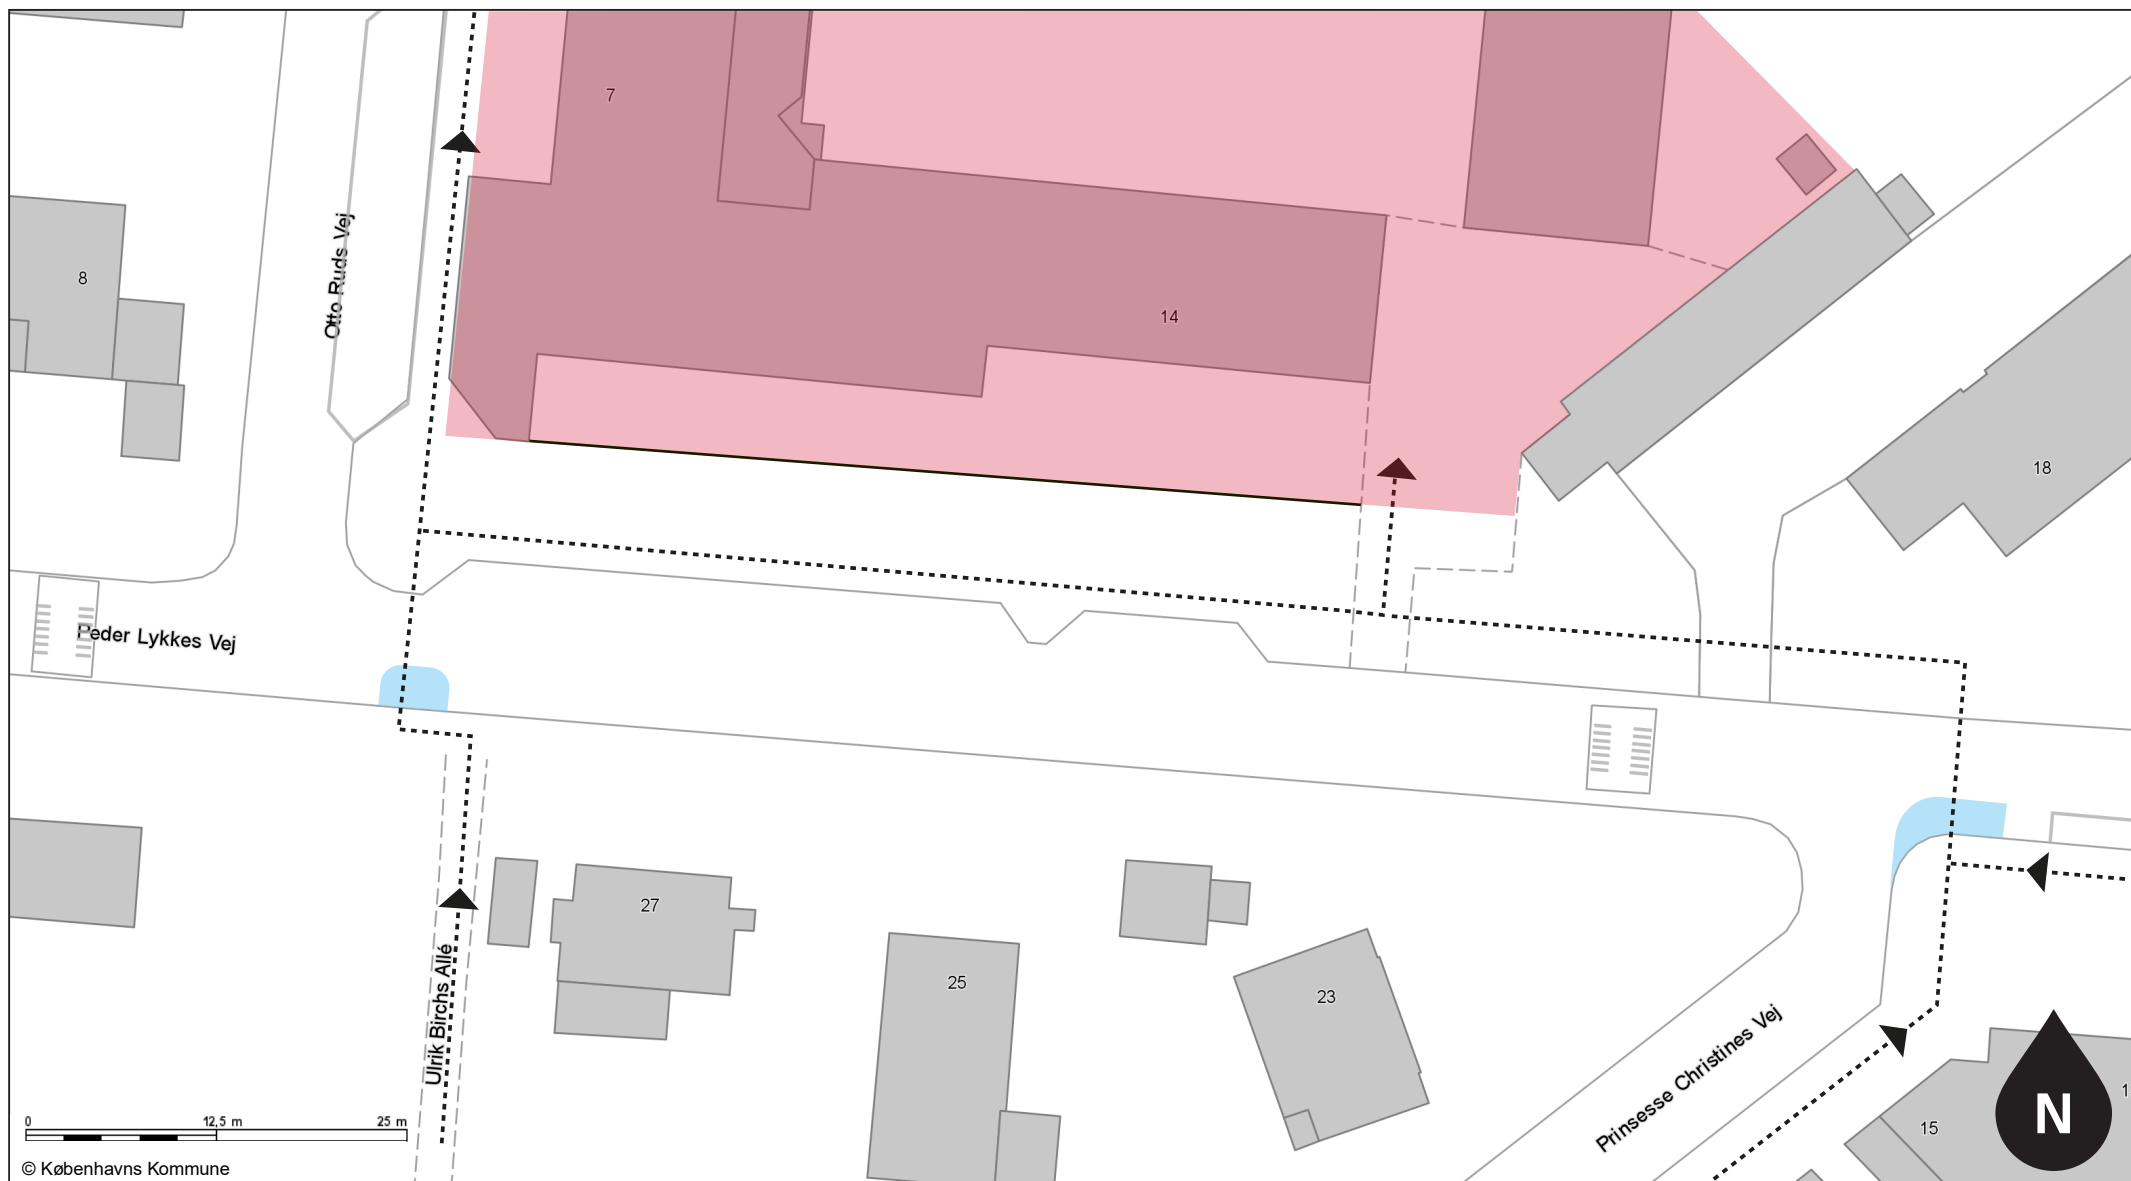 7
Otto Ruds Vej
8
14
18
Peder Lykkes Vej
27
25
23
Ulrik Birchs Allé
Prinsesse Christines Vej
15
N
0 12,5 m 25 m
© Københavns Kommune